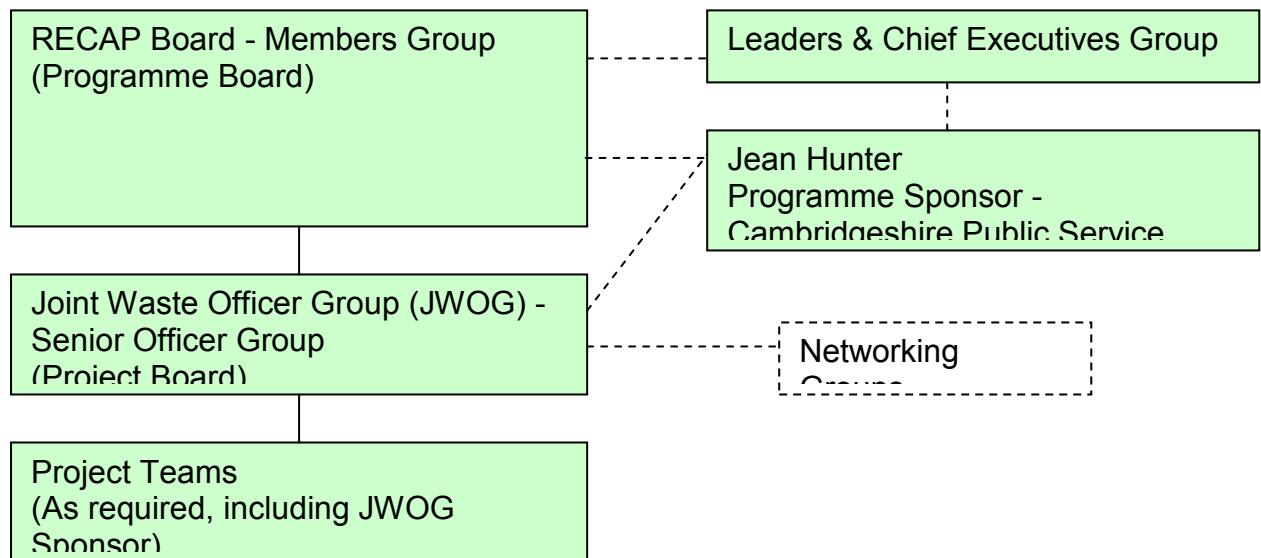 RECAP Board - Members Group
(Programme Board)
Leaders & Chief Executives Group
Jean Hunter
Programme Sponsor -
Cambridgeshire Public Service
Joint Waste Officer Group (JWOG) -
Senior Officer Group
(Project Board)
Networking
Groups
Project Teams
(As required, including JWOG
Sponsor)